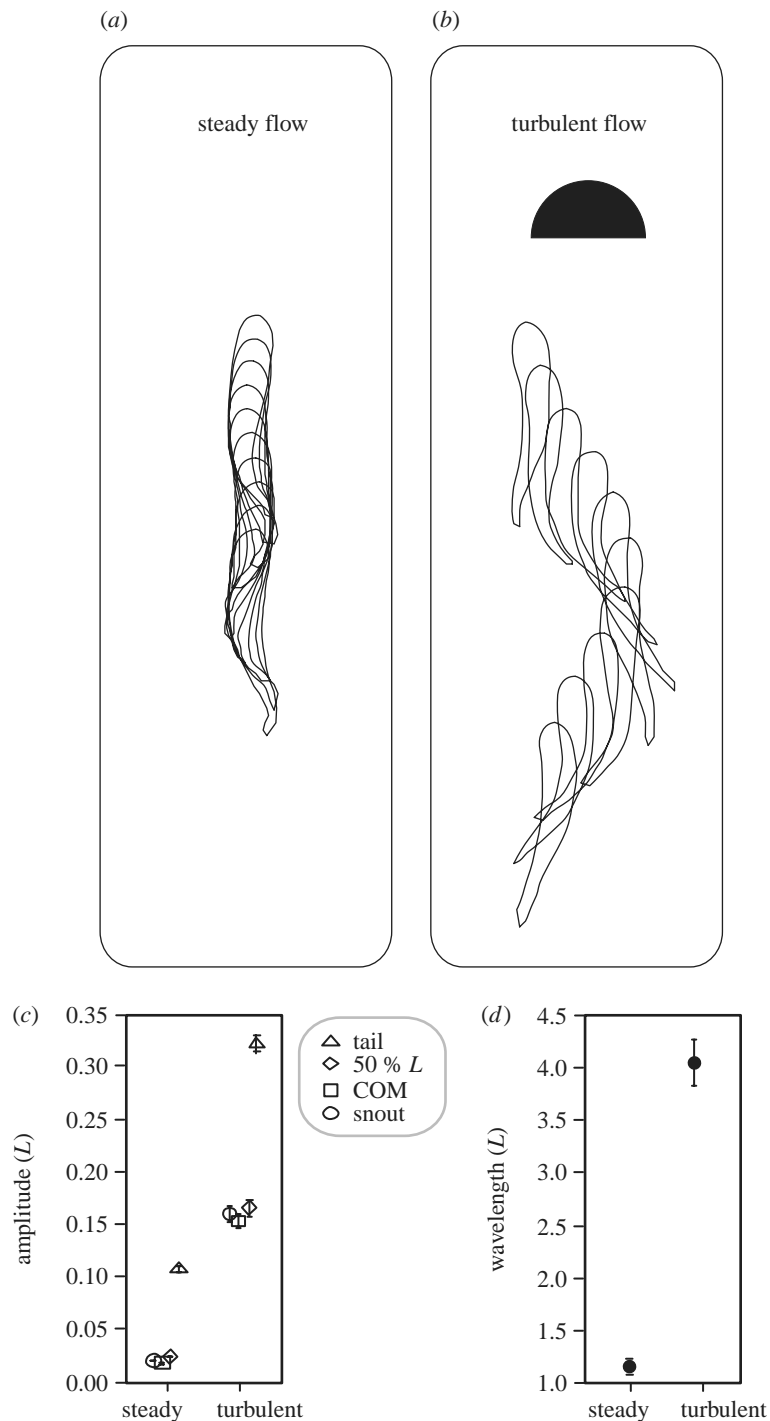 (a)
(b)
steady flow
turbulent flow
(c)
0.35
0.30
0.25
0.20
0.15
0.10
0.05
0.00
amplitude (L)
steady
turbulent
tail
50 % L
COM
snout
(d)
4.5
4.0
4.5
4.0
2.5
2.0
1.5
1.0
wavelength (L)
steady
turbulent